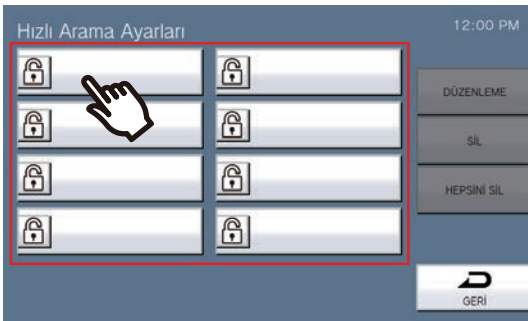 Hızlı Arama Ayarları
12:00 PM
DÜZENLEME
SİL
HEPSİNİ SİL
GERİ